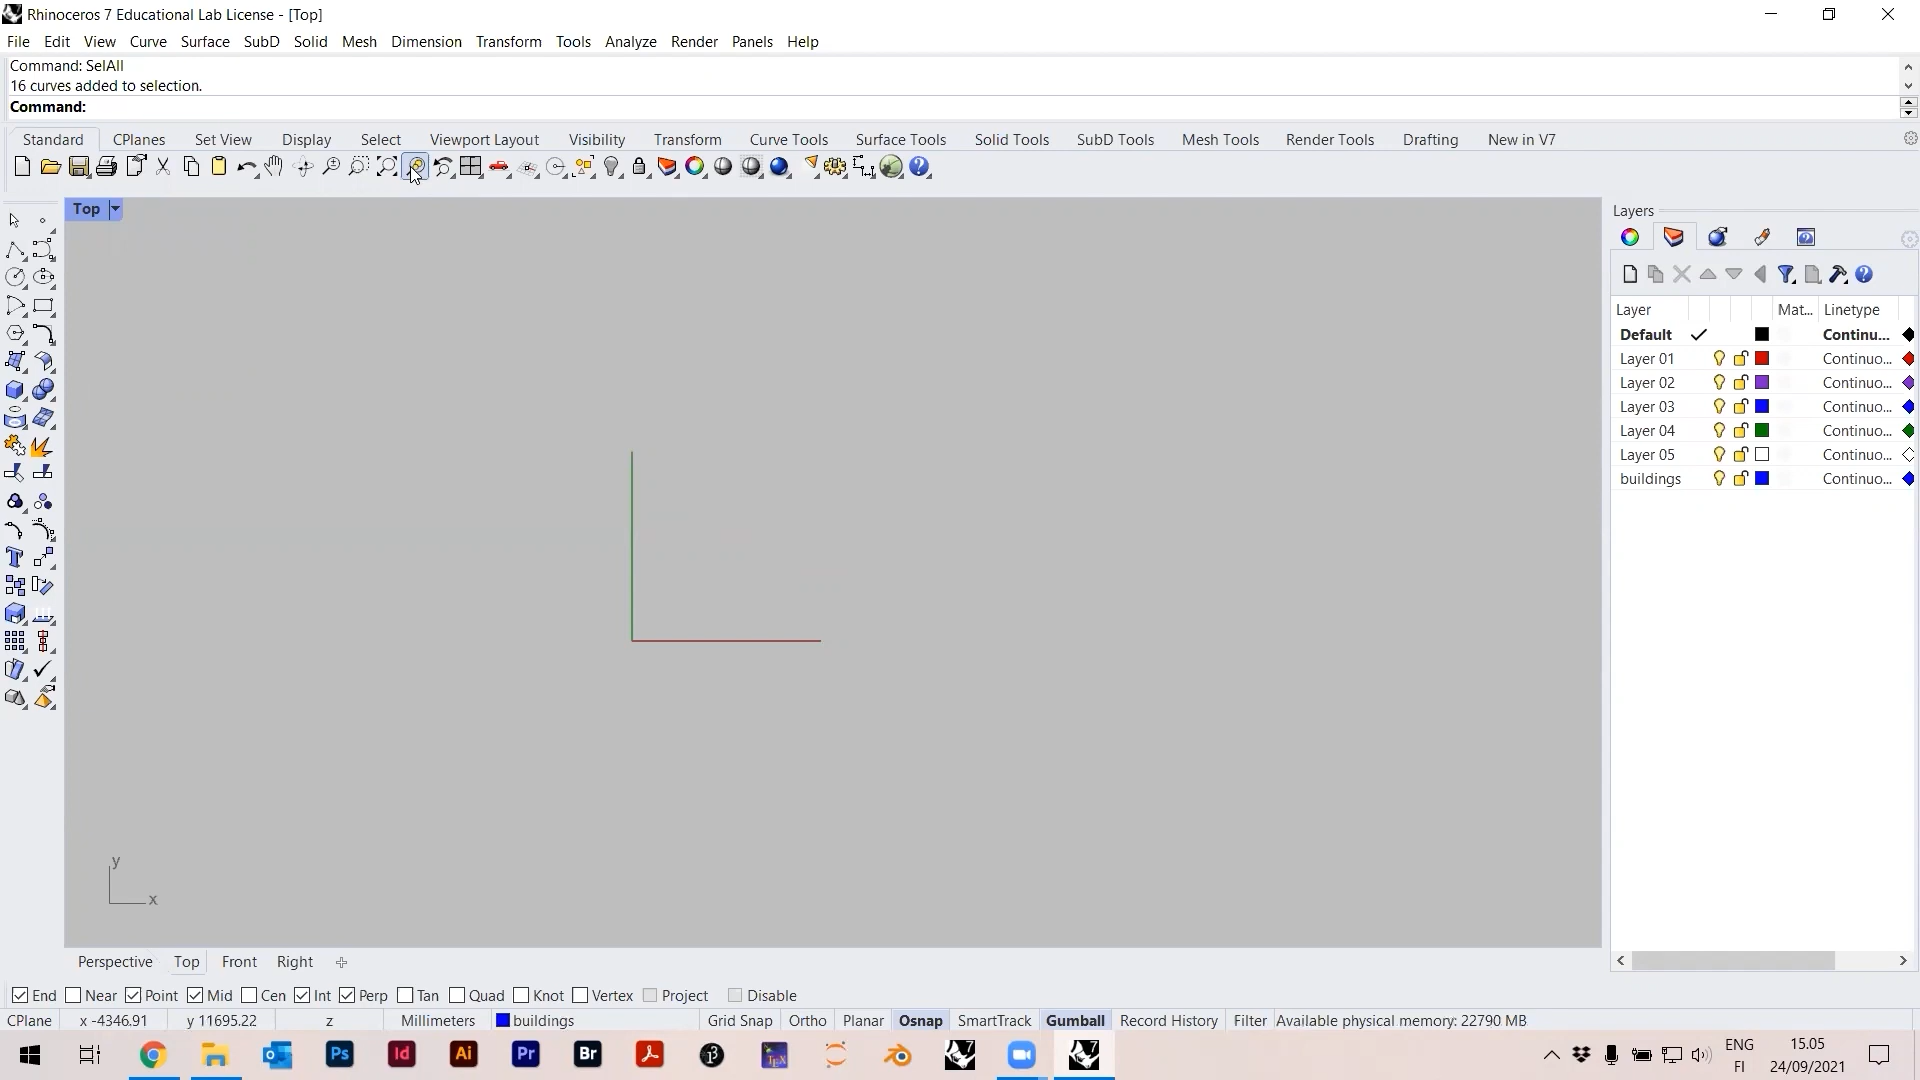 Rhinoceros 7 Educational Lab License - [Top]
File Edit View Curve Surface SubD Solid Mesh Dimension Transform Tools Analyze Render Panels Help
Command: SelAll
16 curves added to selection.
Command:
Standard CPlanes Set View Display Select Viewport Layout Visibility Transform Curve Tools Surface Tools Solid Tools SubD Tools Mesh Tools Render Tools Drafting New in V7
Top
Layers
Layer Mat... Linetype
Default Continu...
Layer 01 Continuo...
Layer 02 Continuo...
Layer 03 Continuo...
Layer 04 Continuo...
Layer 05 Continuo...
buildings Continuo...
y
x
Perspective Top Front Right
End Near Point Mid Cen Int Perp Tan Quad Knot Vertex Project Disable
CPlane x -4346.91 y 11695.22 z Millimeters buildings Grid Snap Ortho Planar Osnap SmartTrack Gumball Record History Filter Available physical memory: 22790 MB
Ps Id Ai Pr Br
ENG 15.05
FI 24/09/2021